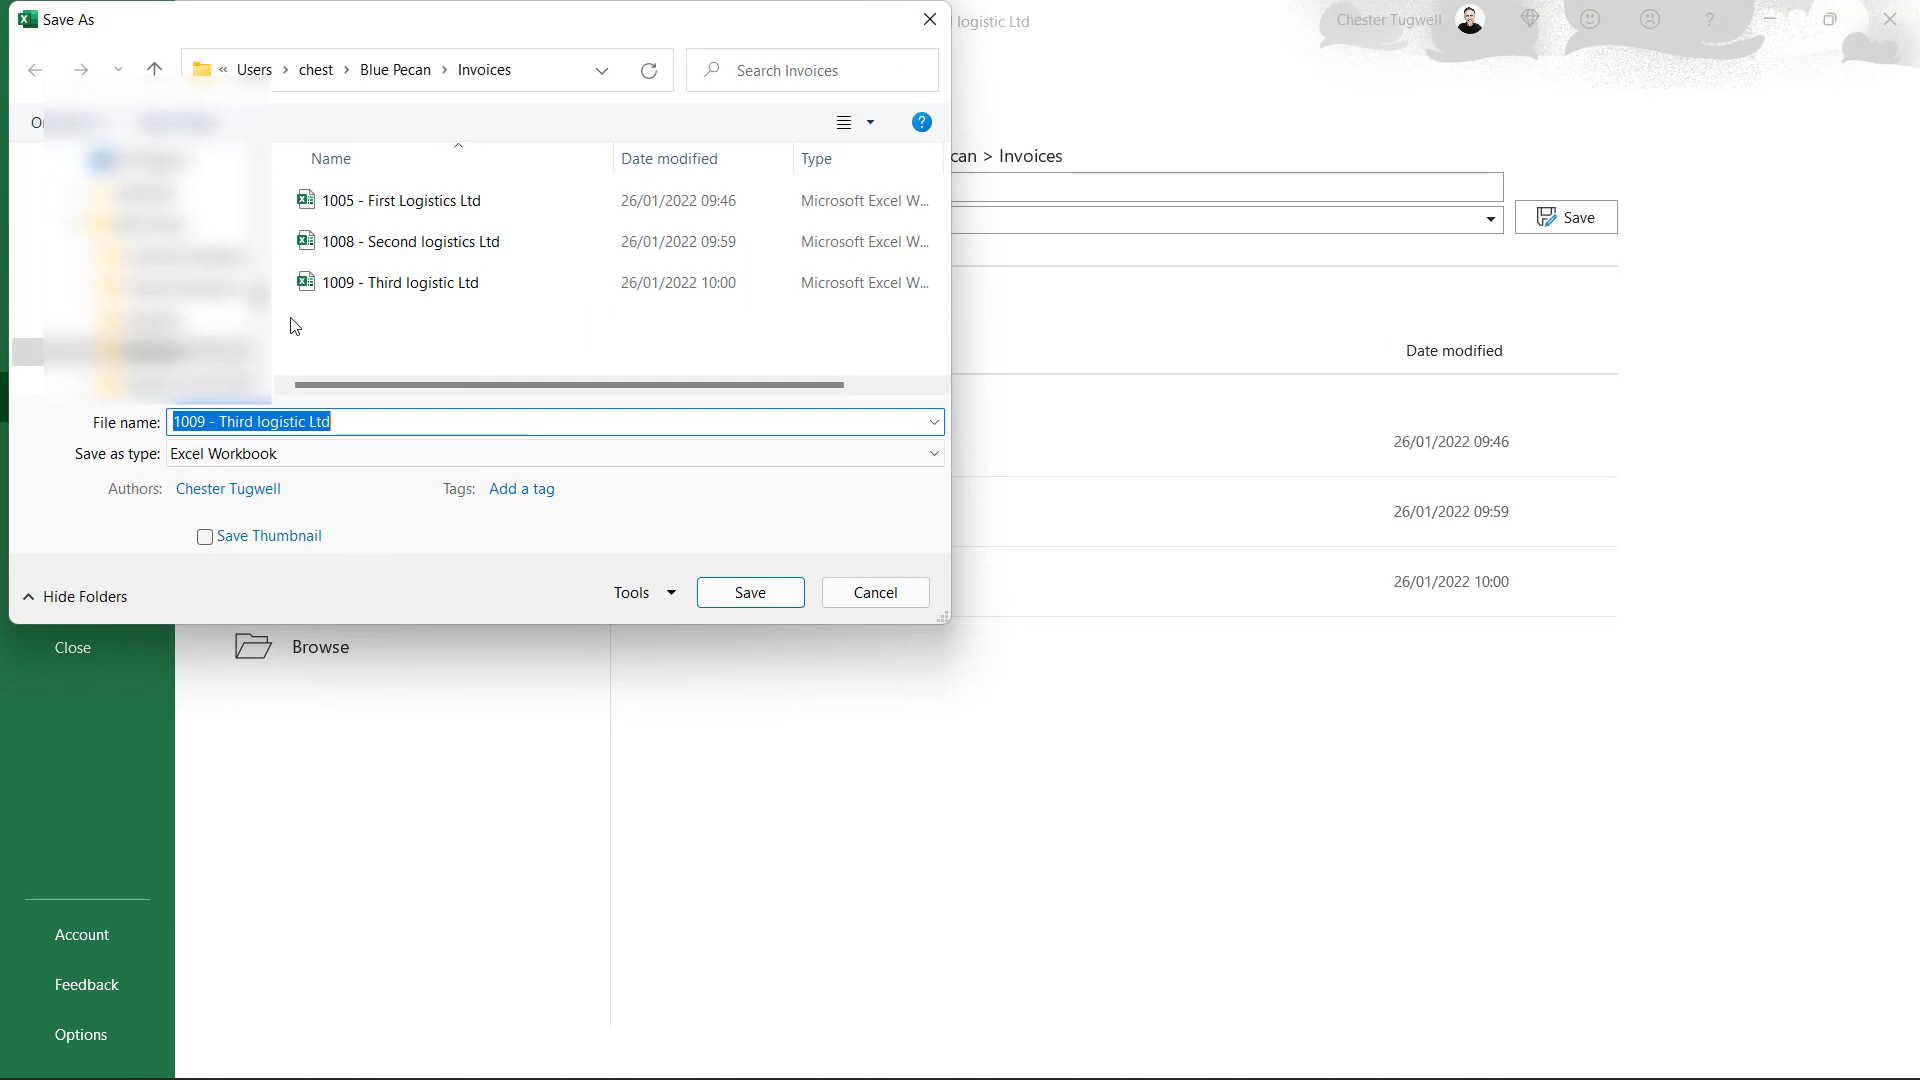 Save As
logistic Ltd
Chester Tugwell
« Users > chest > Blue Pecan > Invoices
Search Invoices
?
Name
Date modified
Type
can > Invoices
1005 - First Logistics Ltd
26/01/2022 09:46
Microsoft Excel W...
Save
1008 - Second logistics Ltd
26/01/2022 09:59
Microsoft Excel W...
1009 - Third logistic Ltd
26/01/2022 10:00
Microsoft Excel W...
Date modified
File name:
1009 - Third logistic Ltd
26/01/2022 09:46
Save as type:
Excel Workbook
Authors:
Chester Tugwell
Tags:
Add a tag
26/01/2022 09:59
Save Thumbnail
26/01/2022 10:00
Hide Folders
Tools
Save
Cancel
Close
Browse
Account
Feedback
Options